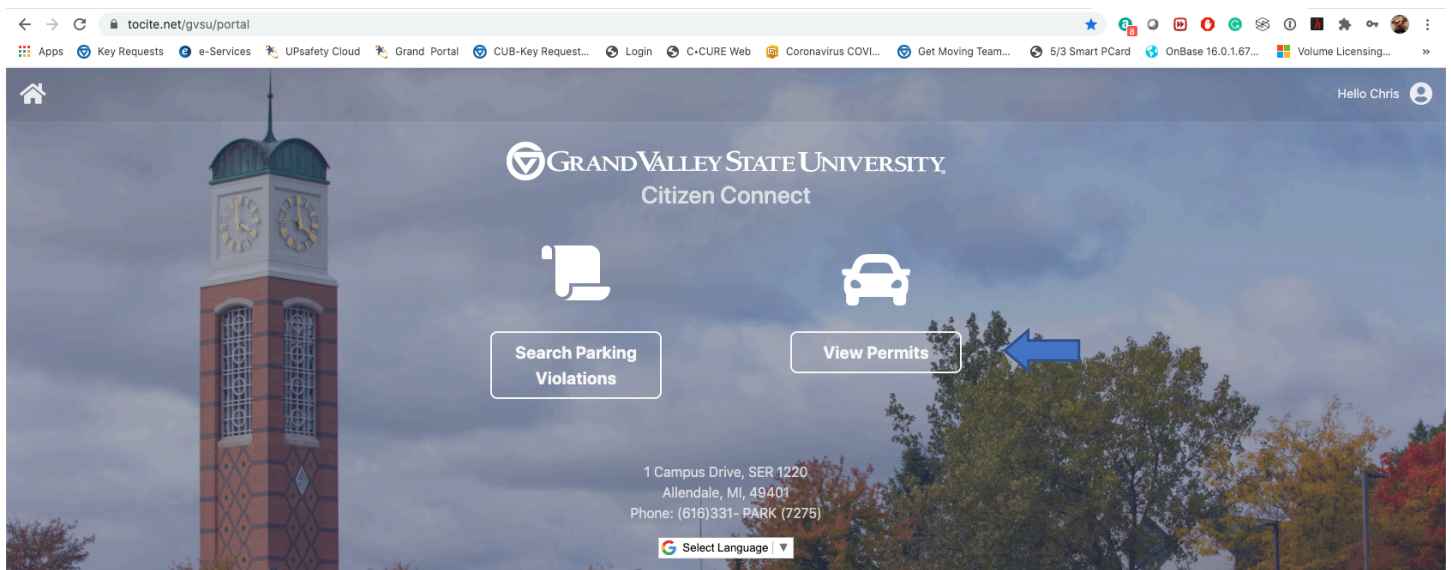 tocite.net/gvsu/portal
8
Apps Key Requests e-Services UPsafety Cloud Grand Portal CUB-Key Request... Login C•CURE Web Coronavirus COVI... Get Moving Team... 5/3 Smart PCard OnBase 16.0.1.67... Volume Licensing... »
Hello Chris
GRAND VALLEY STATE UNIVERSITY
Citizen Connect
Search Parking
Violations
View Permits
1 Campus Drive, SER 1220
Allendale, MI, 49401
Phone: (616)331- PARK (7275)
G Select Language ▼